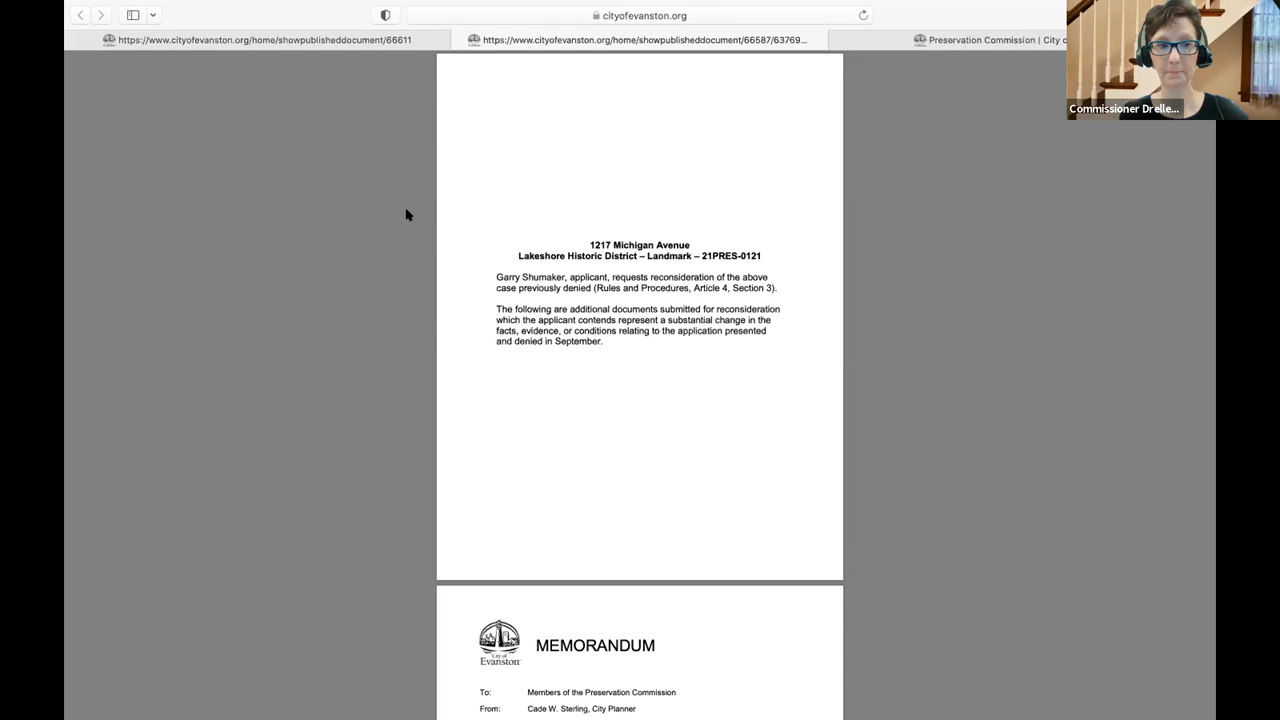 cityofevanston.org
https://www.cityofevanston.org/home/showpublisheddocument/66611
https://www.cityofevanston.org/home/showpublisheddocument/66587/63769...
Preservation Commission | City o
Commissioner Drelle...
1217 Michigan Avenue
Lakeshore Historic District – Landmark – 21PRES-0121
Garry Shumaker, applicant, requests reconsideration of the above
case previously denied (Rules and Procedures, Article 4, Section 3).
The following are additional documents submitted for reconsideration
which the applicant contends represent a substantial change in the
facts, evidence, or conditions relating to the application presented
and denied in September.
City of
Evanston
MEMORANDUM
To: Members of the Preservation Commission
From: Cade W. Sterling, City Planner